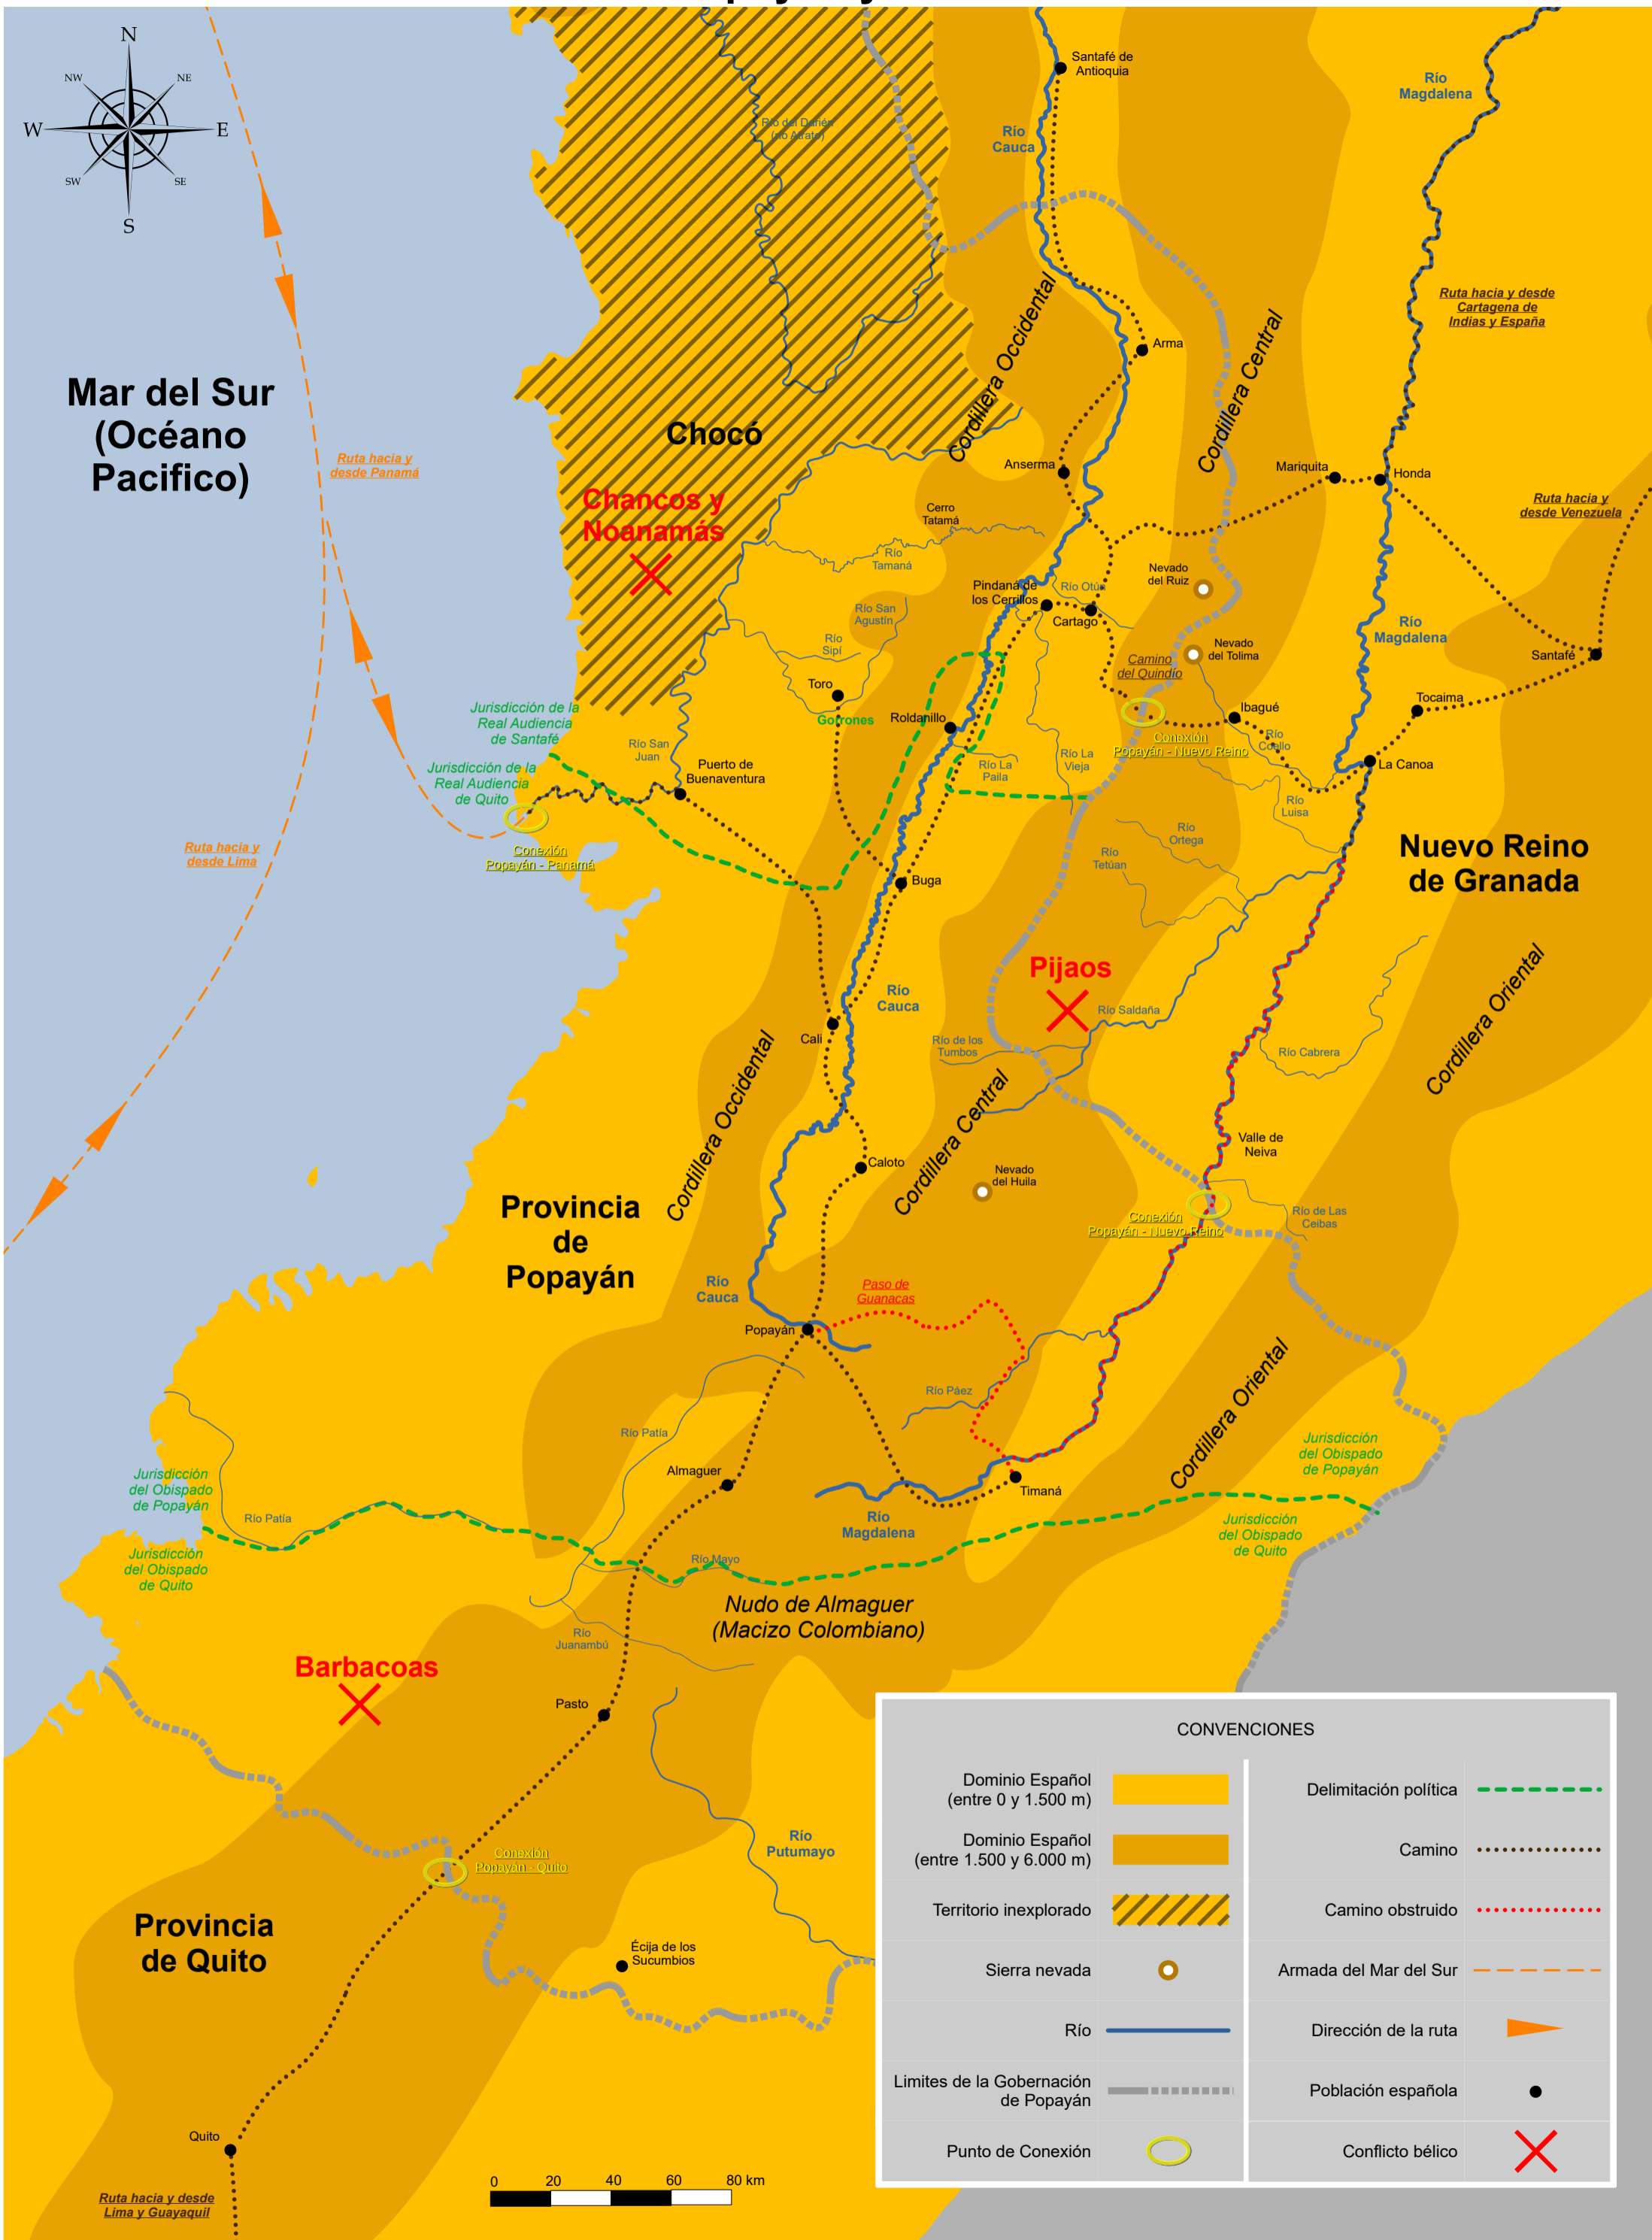 N
NW
NE
W
E
SW
SE
S
Santafé de
Antioquia
Río
Magdalena
Río del Darién
(río Atrato)
Río
Cauca
Ruta hacia y desde
Cartagena de
Indias y España
Cordillera Occidental
Arma
Cordillera Central
Mar del Sur
(Océano
Pacifico)
Chocó
Ruta hacia y
desde Panamá
Anserma
Mariquita
Honda
Chancos y
Noanamás
Ruta hacia y
desde Venezuela
Cerro
Tatamá
Río
Tamaná
Nevado
del Ruiz
Pindaná de
los Cerrillos
Río Otún
Cartago
Río San
Agustín
Río
Magdalena
Río
Sipí
Nevado
del Tolima
Santafé
Camino
del Quindío
Toro
Tocaima
Jurisdicción de la
Real Audiencia
de Santafé
Gorrones
Roldanillo
Ibagué
Conexión
Popayán - Nuevo Reino
Río
Coello
Río San
Juan
Río La
Vieja
Puerto de
Buenaventura
Río La
Paila
La Canoa
Jurisdicción de la
Real Audiencia
de Quito
Río
Luisa
Río
Ortega
Ruta hacia y
desde Lima
Conexión
Popayán - Panamá
Río
Tetúan
Nuevo Reino
de Granada
Buga
Pijaos
Río
Cauca
Río Saldaña
Cali
Río de los
Tumbos
Río Cabrera
Cordillera Oriental
Cordillera Occidental
Cordillera Central
Valle de
Neiva
Caloto
Nevado
del Huila
Provincia
de
Popayán
Conexión
Popayán - Nuevo Reino
Río de Las
Ceibas
Río
Cauca
Paso de
Guanacas
Popayán
Cordillera Oriental
Río Páez
Río Patía
Jurisdicción
del Obispado
de Popayán
Almaguer
Jurisdicción
del Obispado
de Popayán
Timaná
Río Patía
Río
Magdalena
Jurisdicción
del Obispado
de Quito
Jurisdicción
del Obispado
de Quito
Río Mayo
Nudo de Almaguer
(Macizo Colombiano)
Río
Juanambú
Barbacoas
Pasto
CONVENCIONES
Dominio Español
(entre 0 y 1.500 m)
Delimitación política
Dominio Español
(entre 1.500 y 6.000 m)
Camino
Territorio inexplorado
Camino obstruido
Sierra nevada
Armada del Mar del Sur
Río
Dirección de la ruta
Limites de la Gobernación
de Popayán
Población española
Punto de Conexión
Conflicto bélico
Río
Putumayo
Conexión
Popayán - Quito
Provincia
de Quito
Écija de los
Sucumbios
Quito
0 20 40 60 80 km
Ruta hacia y desde
Lima y Guayaquil